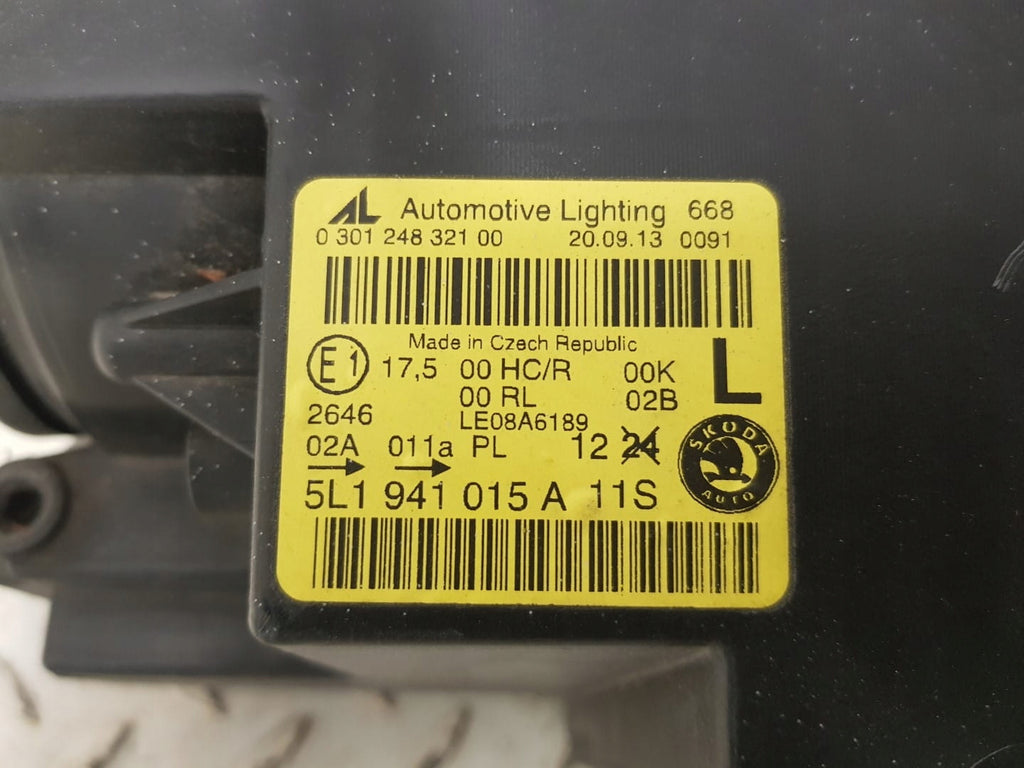 AL Automotive Lighting 668
0 301 248 321 00 20.09.13 0091
Made in Czech Republic
E1 17,5 00 HC/R 00K L
00 RL 02B
2646 LE08A6189
02A 011a PL 12 24
5L1 941 015 A 11S
SKODA
AUTO